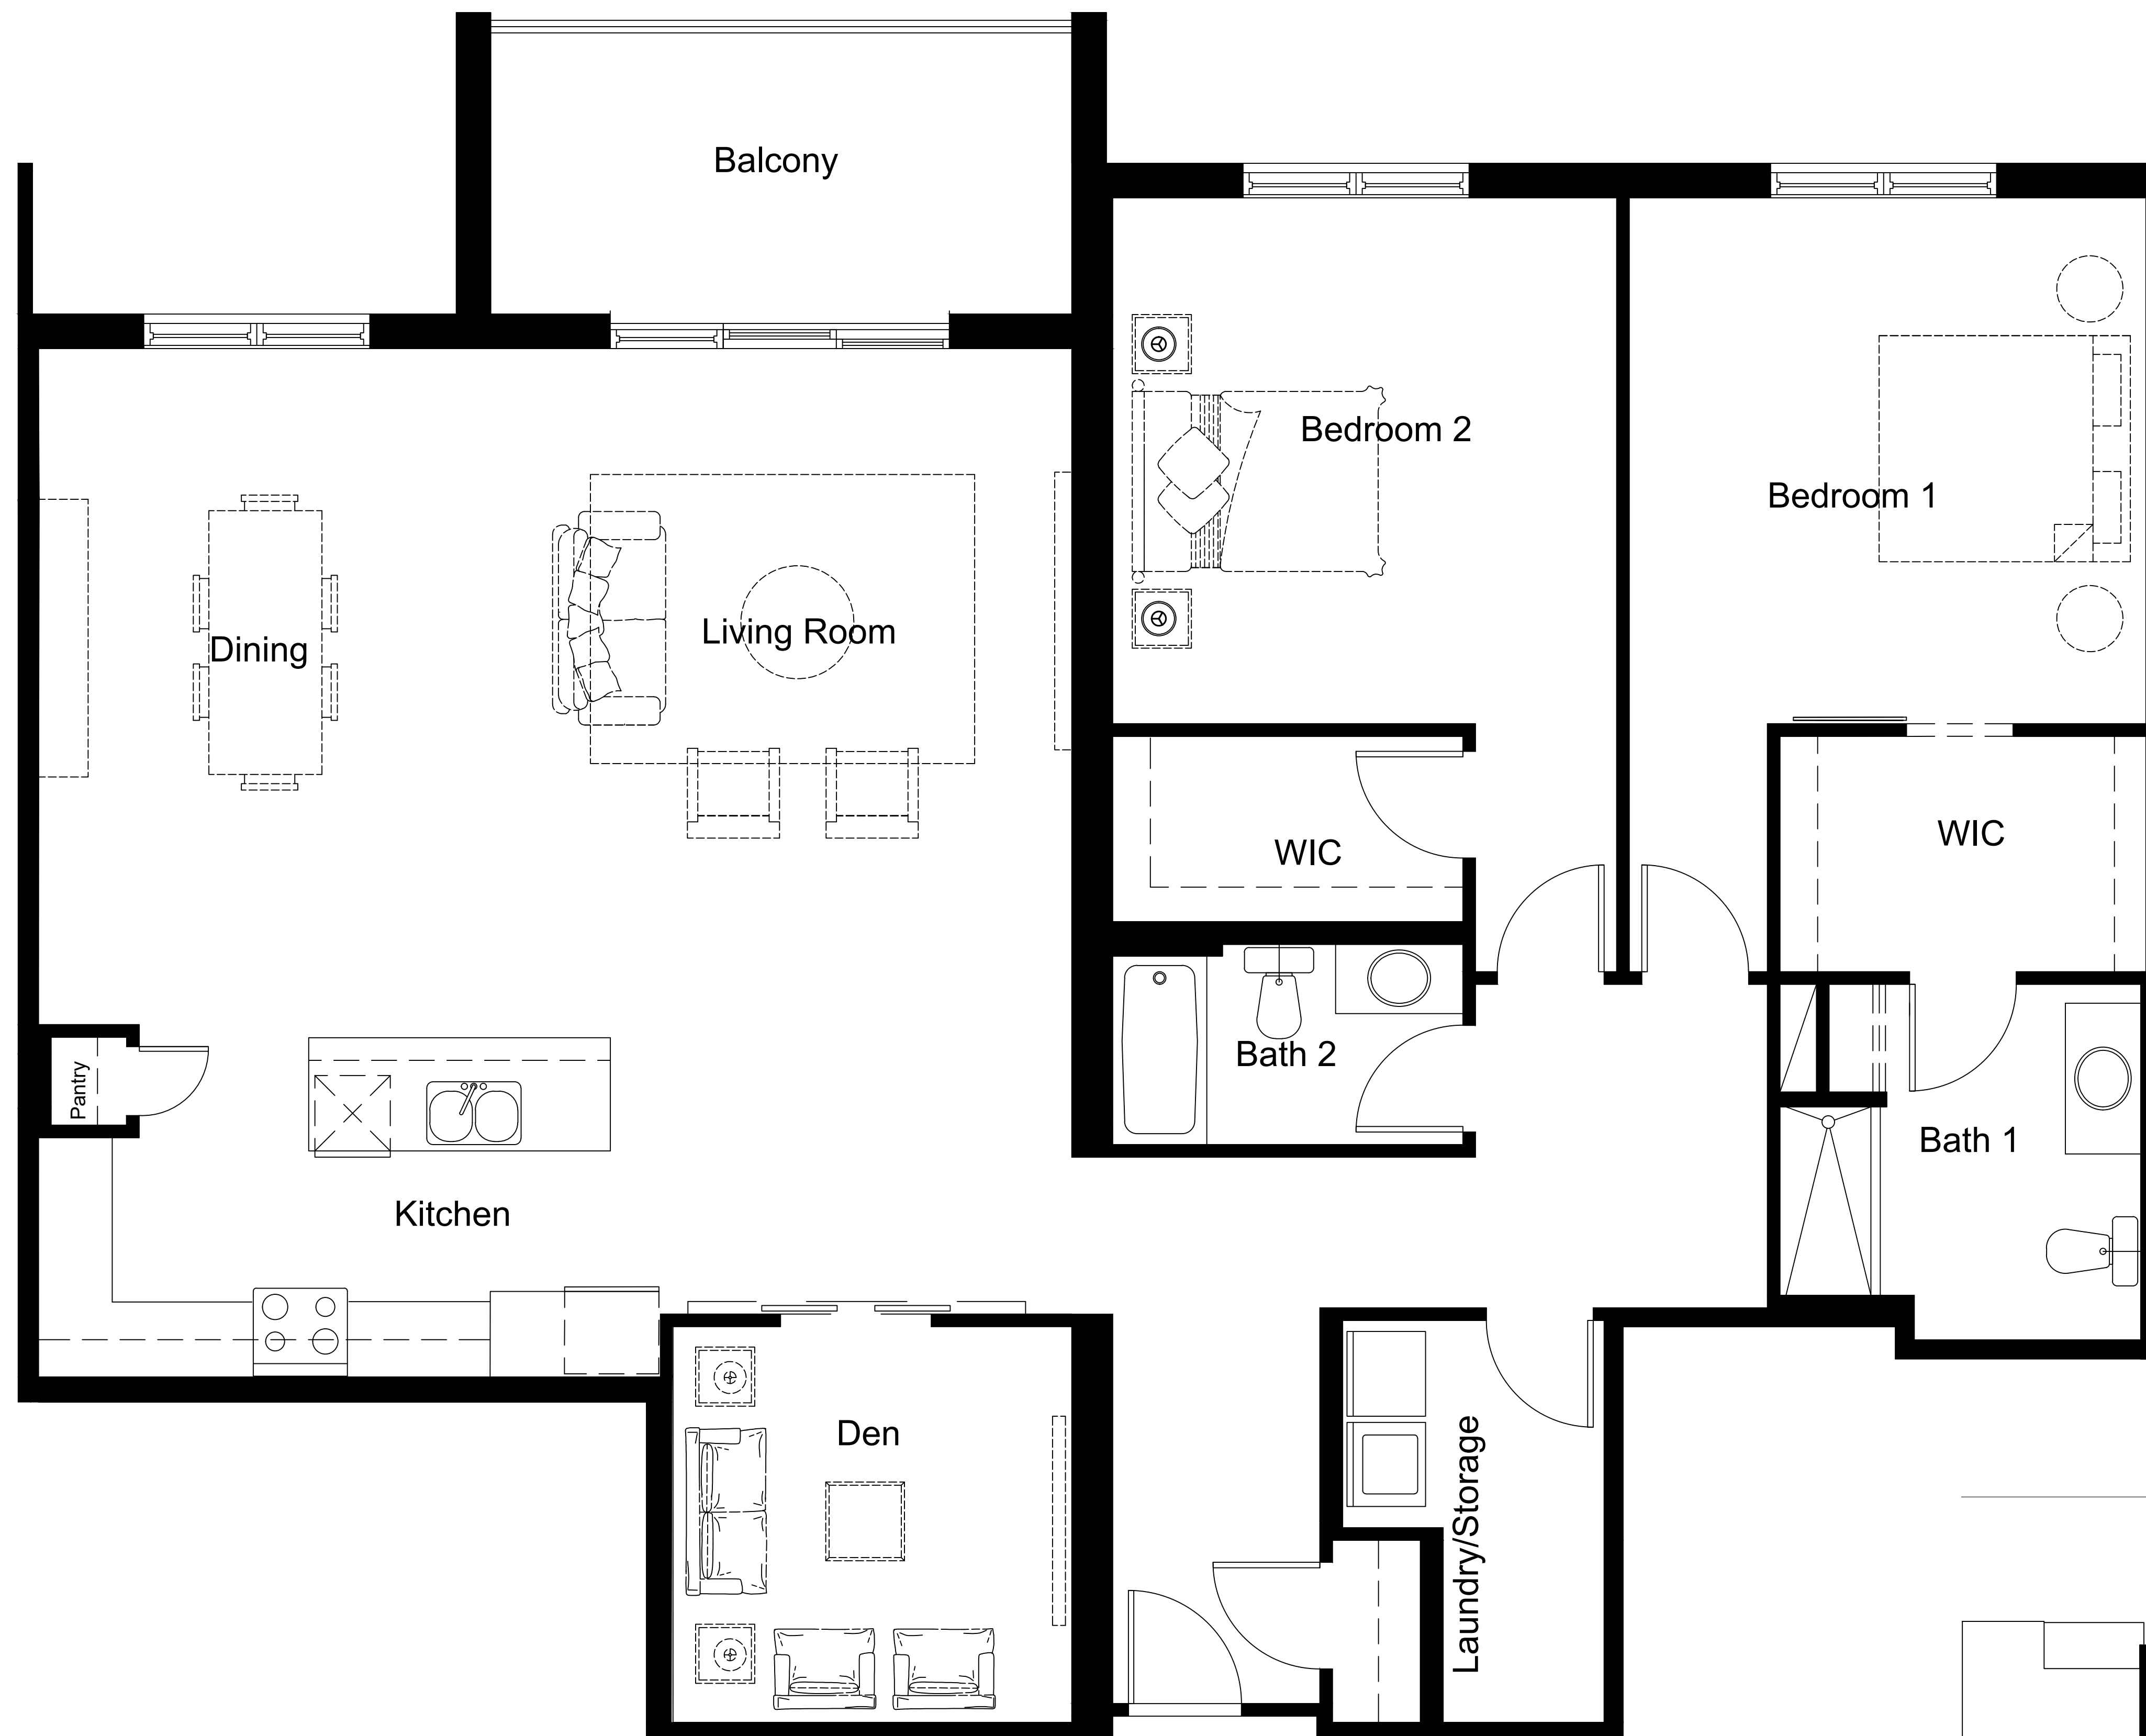 Balcony
Bedroom 2
Bedroom 1
Dining
Living Room
WIC
WIC
Pantry
Bath 2
Bath 1
Kitchen
Den
Laundry/Storage